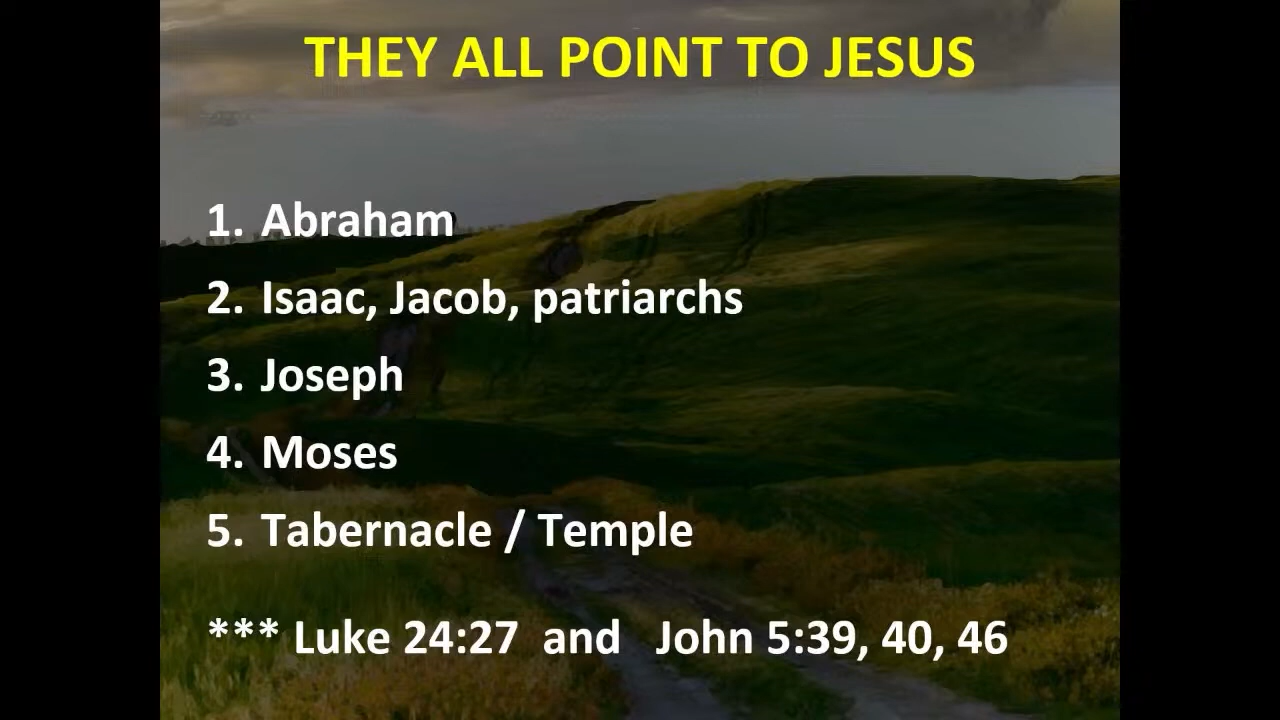 THEY ALL POINT TO JESUS
1. Abraham
2. Isaac, Jacob, patriarchs
3. Joseph
4. Moses
5. Tabernacle / Temple
*** Luke 24:27 and John 5:39, 40, 46